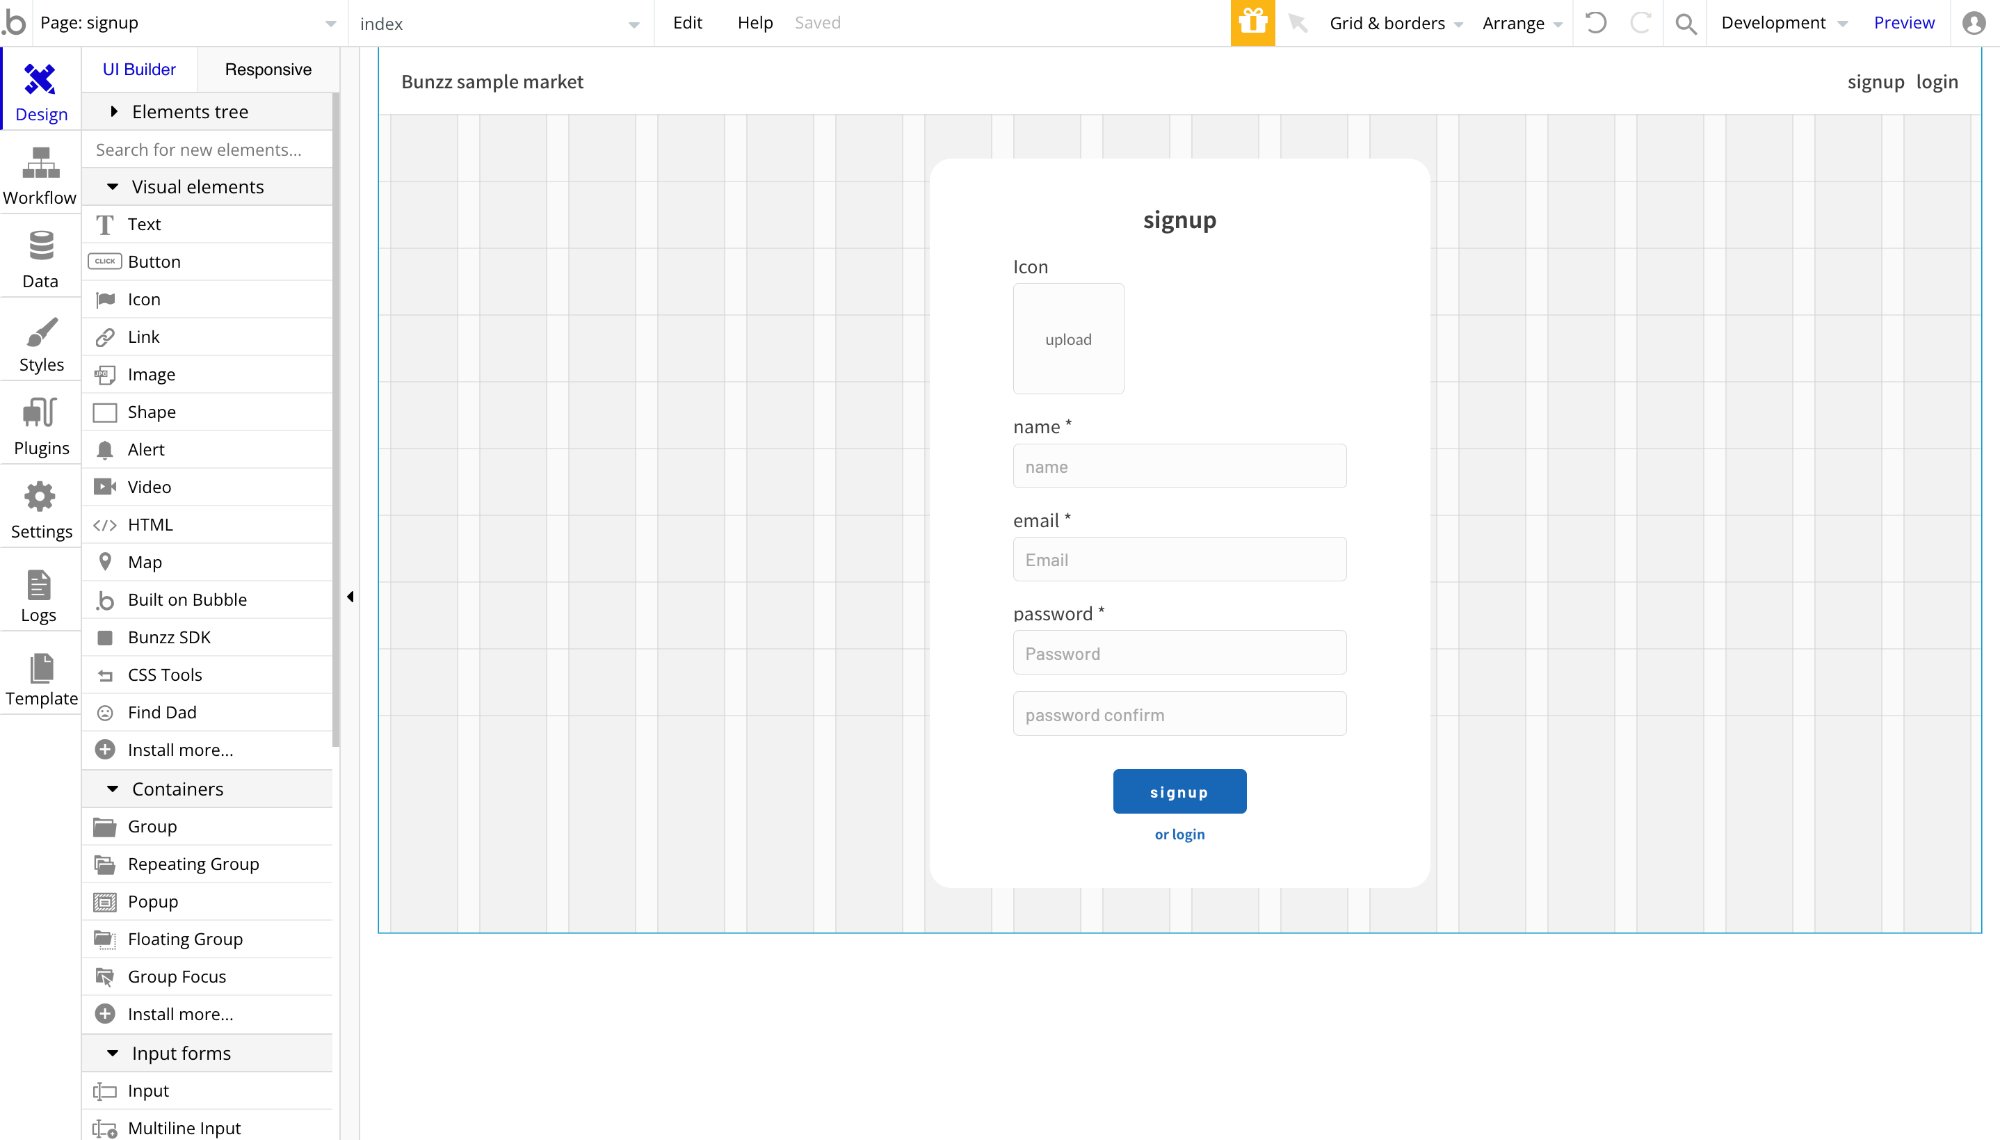 .b Page: signup index Edit Help Saved Grid & borders Arrange Development Preview
Design
Workflow
Data
Styles
Plugins
Settings
Logs
Template
UI Builder Responsive
Elements tree
Search for new elements...
Visual elements
Text
CLICK Button
Icon
Link
Image
Shape
Alert
Video
</> HTML
Map
.b Built on Bubble
Bunzz SDK
CSS Tools
Find Dad
Install more...
Containers
Group
Repeating Group
Popup
Floating Group
Group Focus
Install more...
Input forms
Input
Multiline Input
Bunzz sample market signup login
signup
Icon
upload
name *
name
email *
Email
password *
Password
password confirm
signup
or login